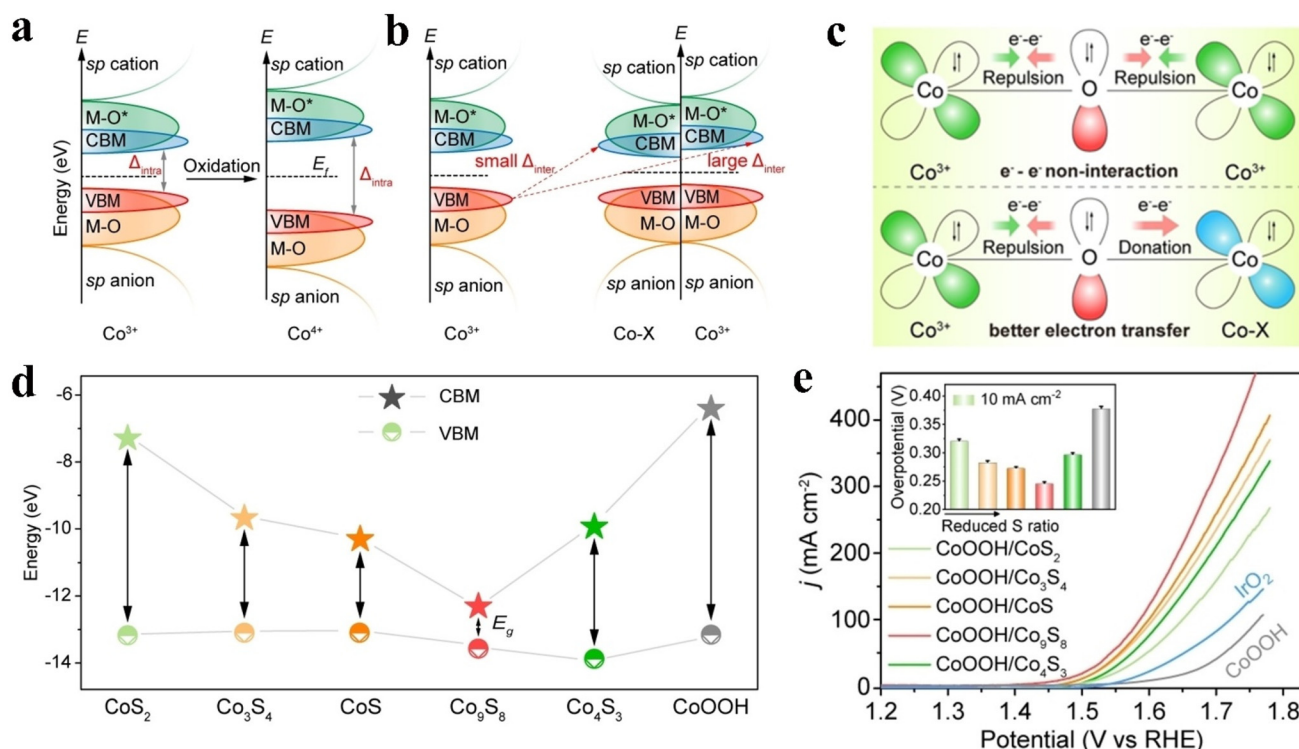 a
E
sp cation
M-O*
CBM
Δintra
VBM
M-O
sp anion
Co³⁺
Oxidation
E
sp cation
M-O*
CBM
Ef
Δintra
VBM
M-O
sp anion
Co⁴⁺
Energy (eV)
b
E
sp cation
M-O*
CBM
VBM
M-O
sp anion
Co³⁺
small Δinter
large Δinter
E
sp cation
M-O*
M-O*
CBM
CBM
VBM
VBM
M-O
M-O
sp anion
Co-X
Co³⁺
Energy (eV)
c
e⁻-e⁻
e⁻-e⁻
Co
Repulsion
O
Repulsion
Co
Co³⁺
e⁻ - e⁻ non-interaction
Co³⁺
e⁻-e⁻
e⁻-e⁻
Co
Repulsion
O
Donation
Co
Co³⁺
better electron transfer
Co-X
d
Energy (eV)
-6
-8
-10
-12
-14
CBM
VBM
Eg
CoS₂
Co₃S₄
CoS
Co₉S₈
Co₄S₃
CoOOH
e
j (mA cm⁻²)
400
300
200
100
0
Overpotential (V)
0.40
0.35
0.30
0.25
0.20
10 mA cm⁻²
Reduced S ratio
CoOOH/CoS₂
CoOOH/Co₃S₄
CoOOH/CoS
CoOOH/Co₉S₈
CoOOH/Co₄S₃
IrO₂
CoOOH
1.2
1.3
1.4
1.5
1.6
1.7
1.8
Potential (V vs RHE)